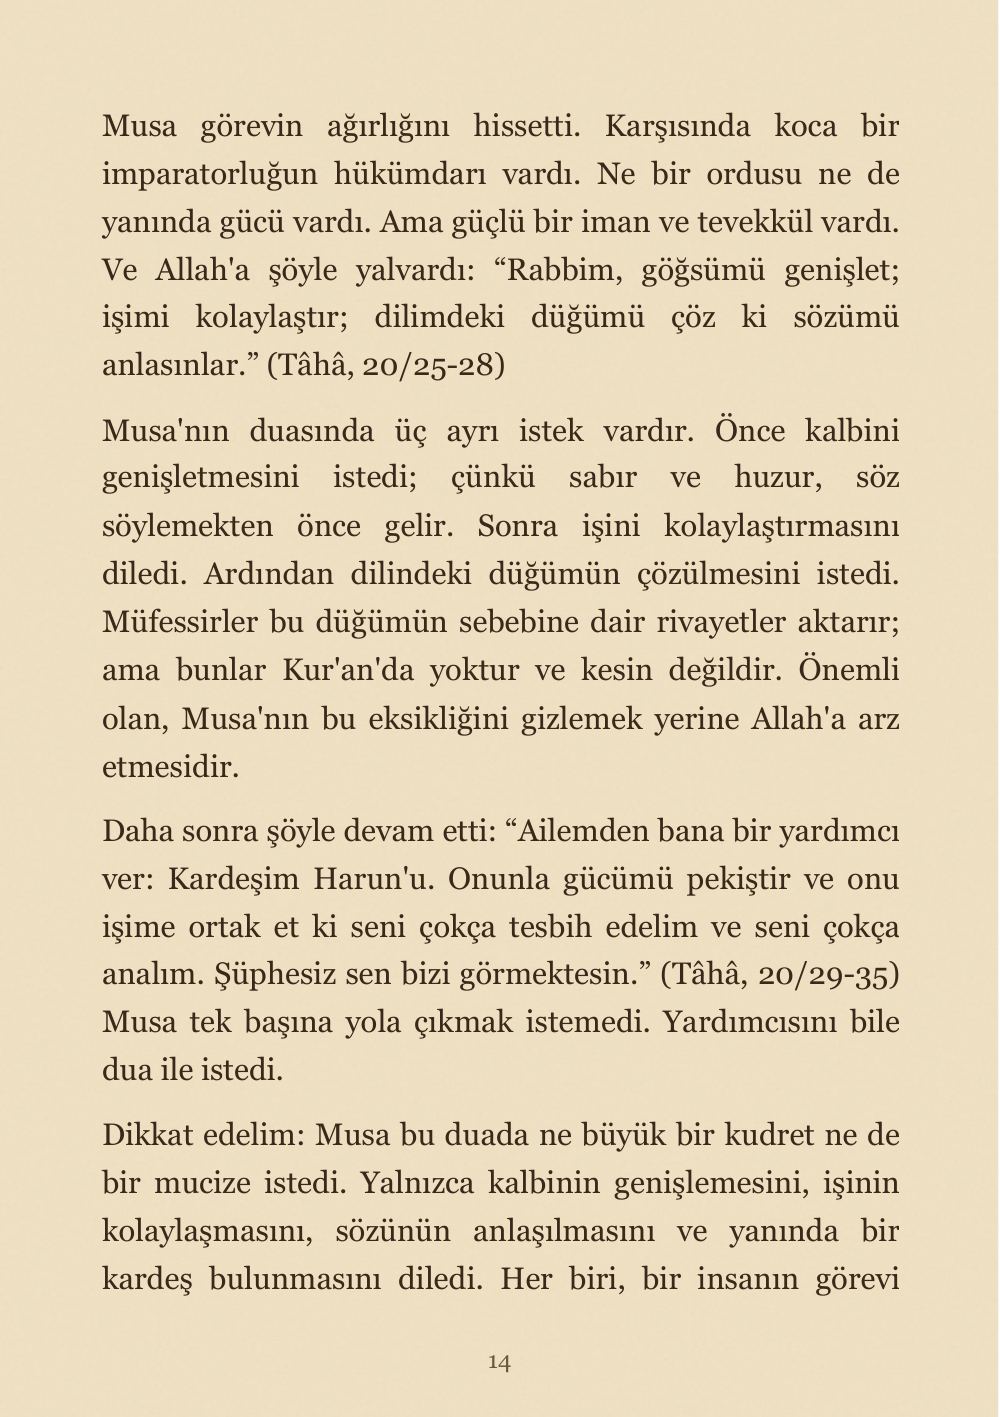 Musa görevin ağırlığını hissetti. Karşısında koca bir
imparatorluğun hükümdarı vardı. Ne bir ordusu ne de
yanında gücü vardı. Ama güçlü bir iman ve tevekkül vardı.
Ve Allah'a şöyle yalvardı: “Rabbim, göğsümü genişlet;
işimi kolaylaştır; dilimdeki düğümü çöz ki sözümü
anlasınlar.” (Tâhâ, 20/25-28)
Musa'nın duasında üç ayrı istek vardır. Önce kalbini
genişletmesini istedi; çünkü sabır ve huzur, söz
söylemekten önce gelir. Sonra işini kolaylaştırmasını
diledi. Ardından dilindeki düğümün çözülmesini istedi.
Müfessirler bu düğümün sebebine dair rivayetler aktarır;
ama bunlar Kur'an'da yoktur ve kesin değildir. Önemli
olan, Musa'nın bu eksikliğini gizlemek yerine Allah'a arz
etmesidir.
Daha sonra şöyle devam etti: “Ailemden bana bir yardımcı
ver: Kardeşim Harun'u. Onunla gücümü pekiştir ve onu
işime ortak et ki seni çokça tesbih edelim ve seni çokça
analım. Şüphesiz sen bizi görmektesin.” (Tâhâ, 20/29-35)
Musa tek başına yola çıkmak istemedi. Yardımcısını bile
dua ile istedi.
Dikkat edelim: Musa bu duada ne büyük bir kudret ne de
bir mucize istedi. Yalnızca kalbinin genişlemesini, işinin
kolaylaşmasını, sözünün anlaşılmasını ve yanında bir
kardeş bulunmasını diledi. Her biri, bir insanın görevi
14